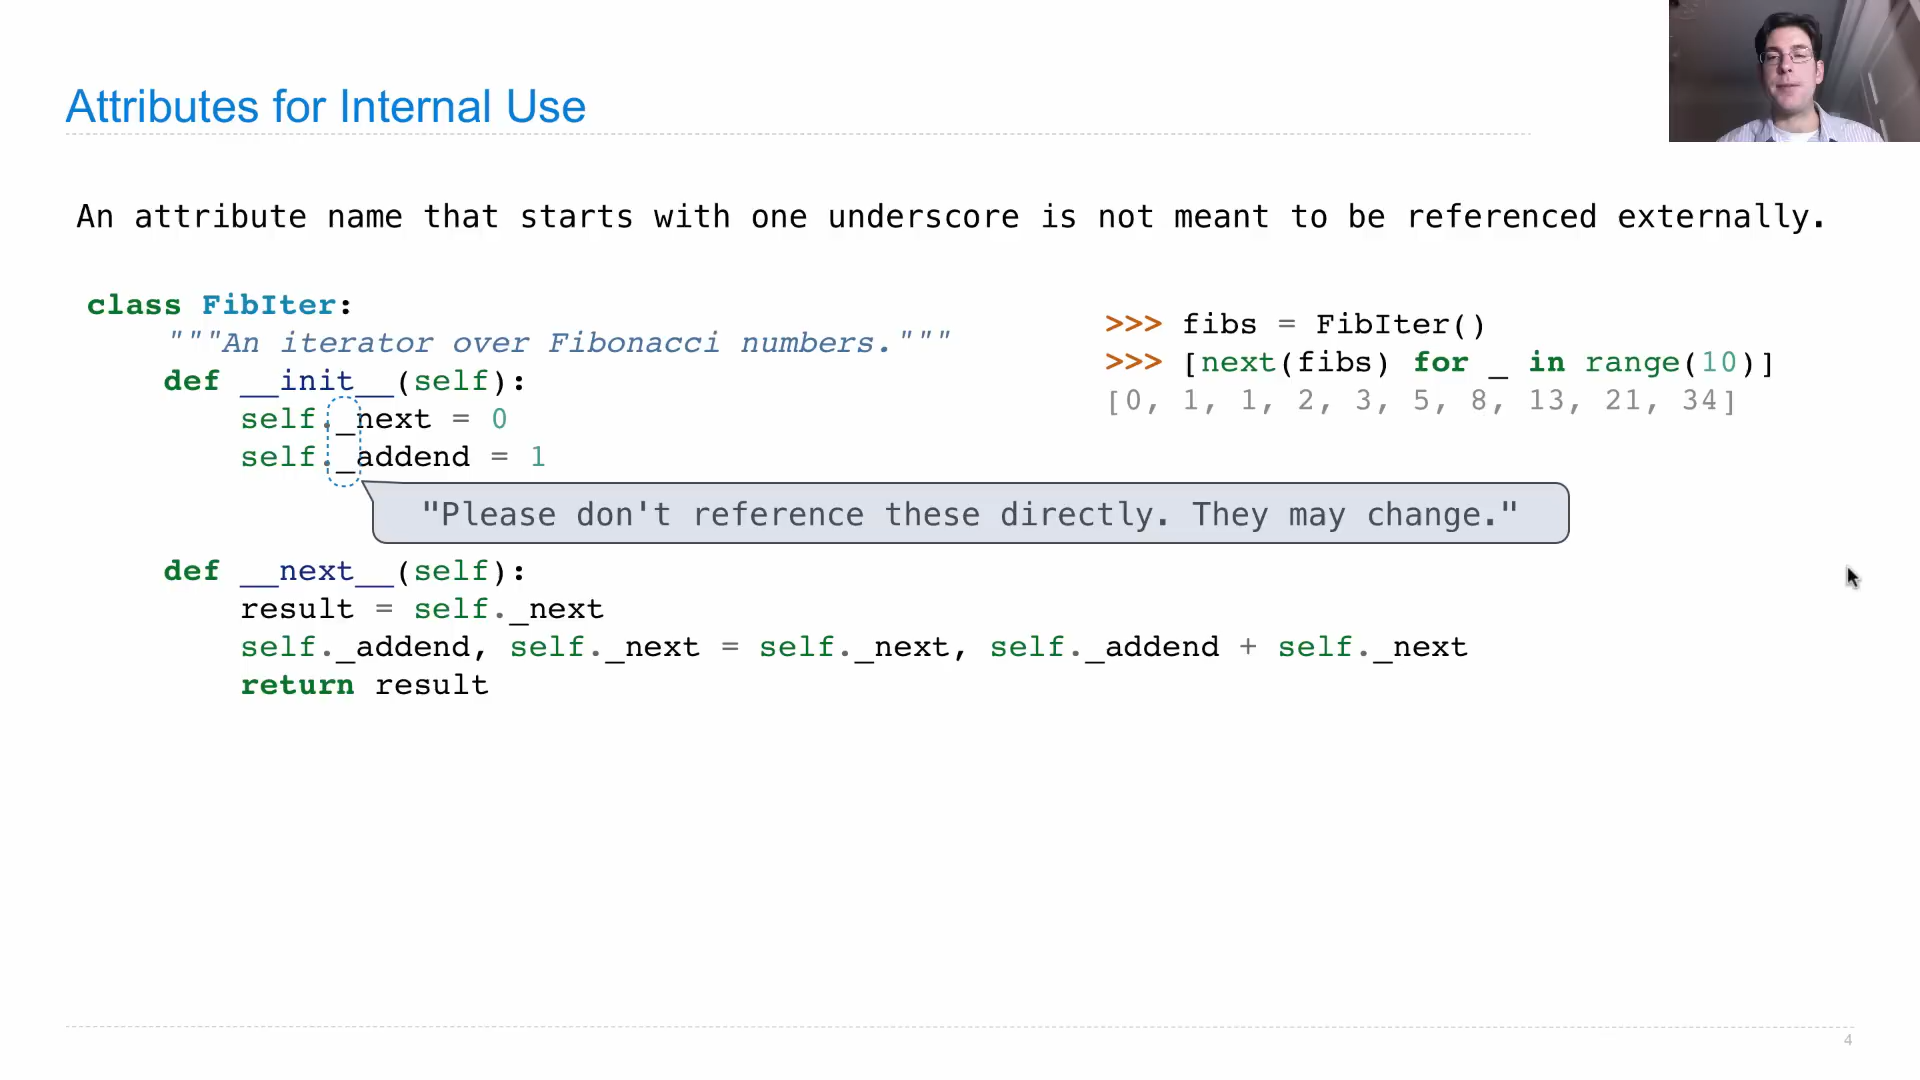 Attributes for Internal Use
An attribute name that starts with one underscore is not meant to be referenced externally.
class FibIter:
"""An iterator over Fibonacci numbers."""
def __init__(self):
self._next = 0
self._addend = 1
"Please don't reference these directly. They may change."
def __next__(self):
result = self._next
self._addend, self._next = self._next, self._addend + self._next
return result
>>> fibs = FibIter()
>>> [next(fibs) for _ in range(10)]
[0, 1, 1, 2, 3, 5, 8, 13, 21, 34]
4